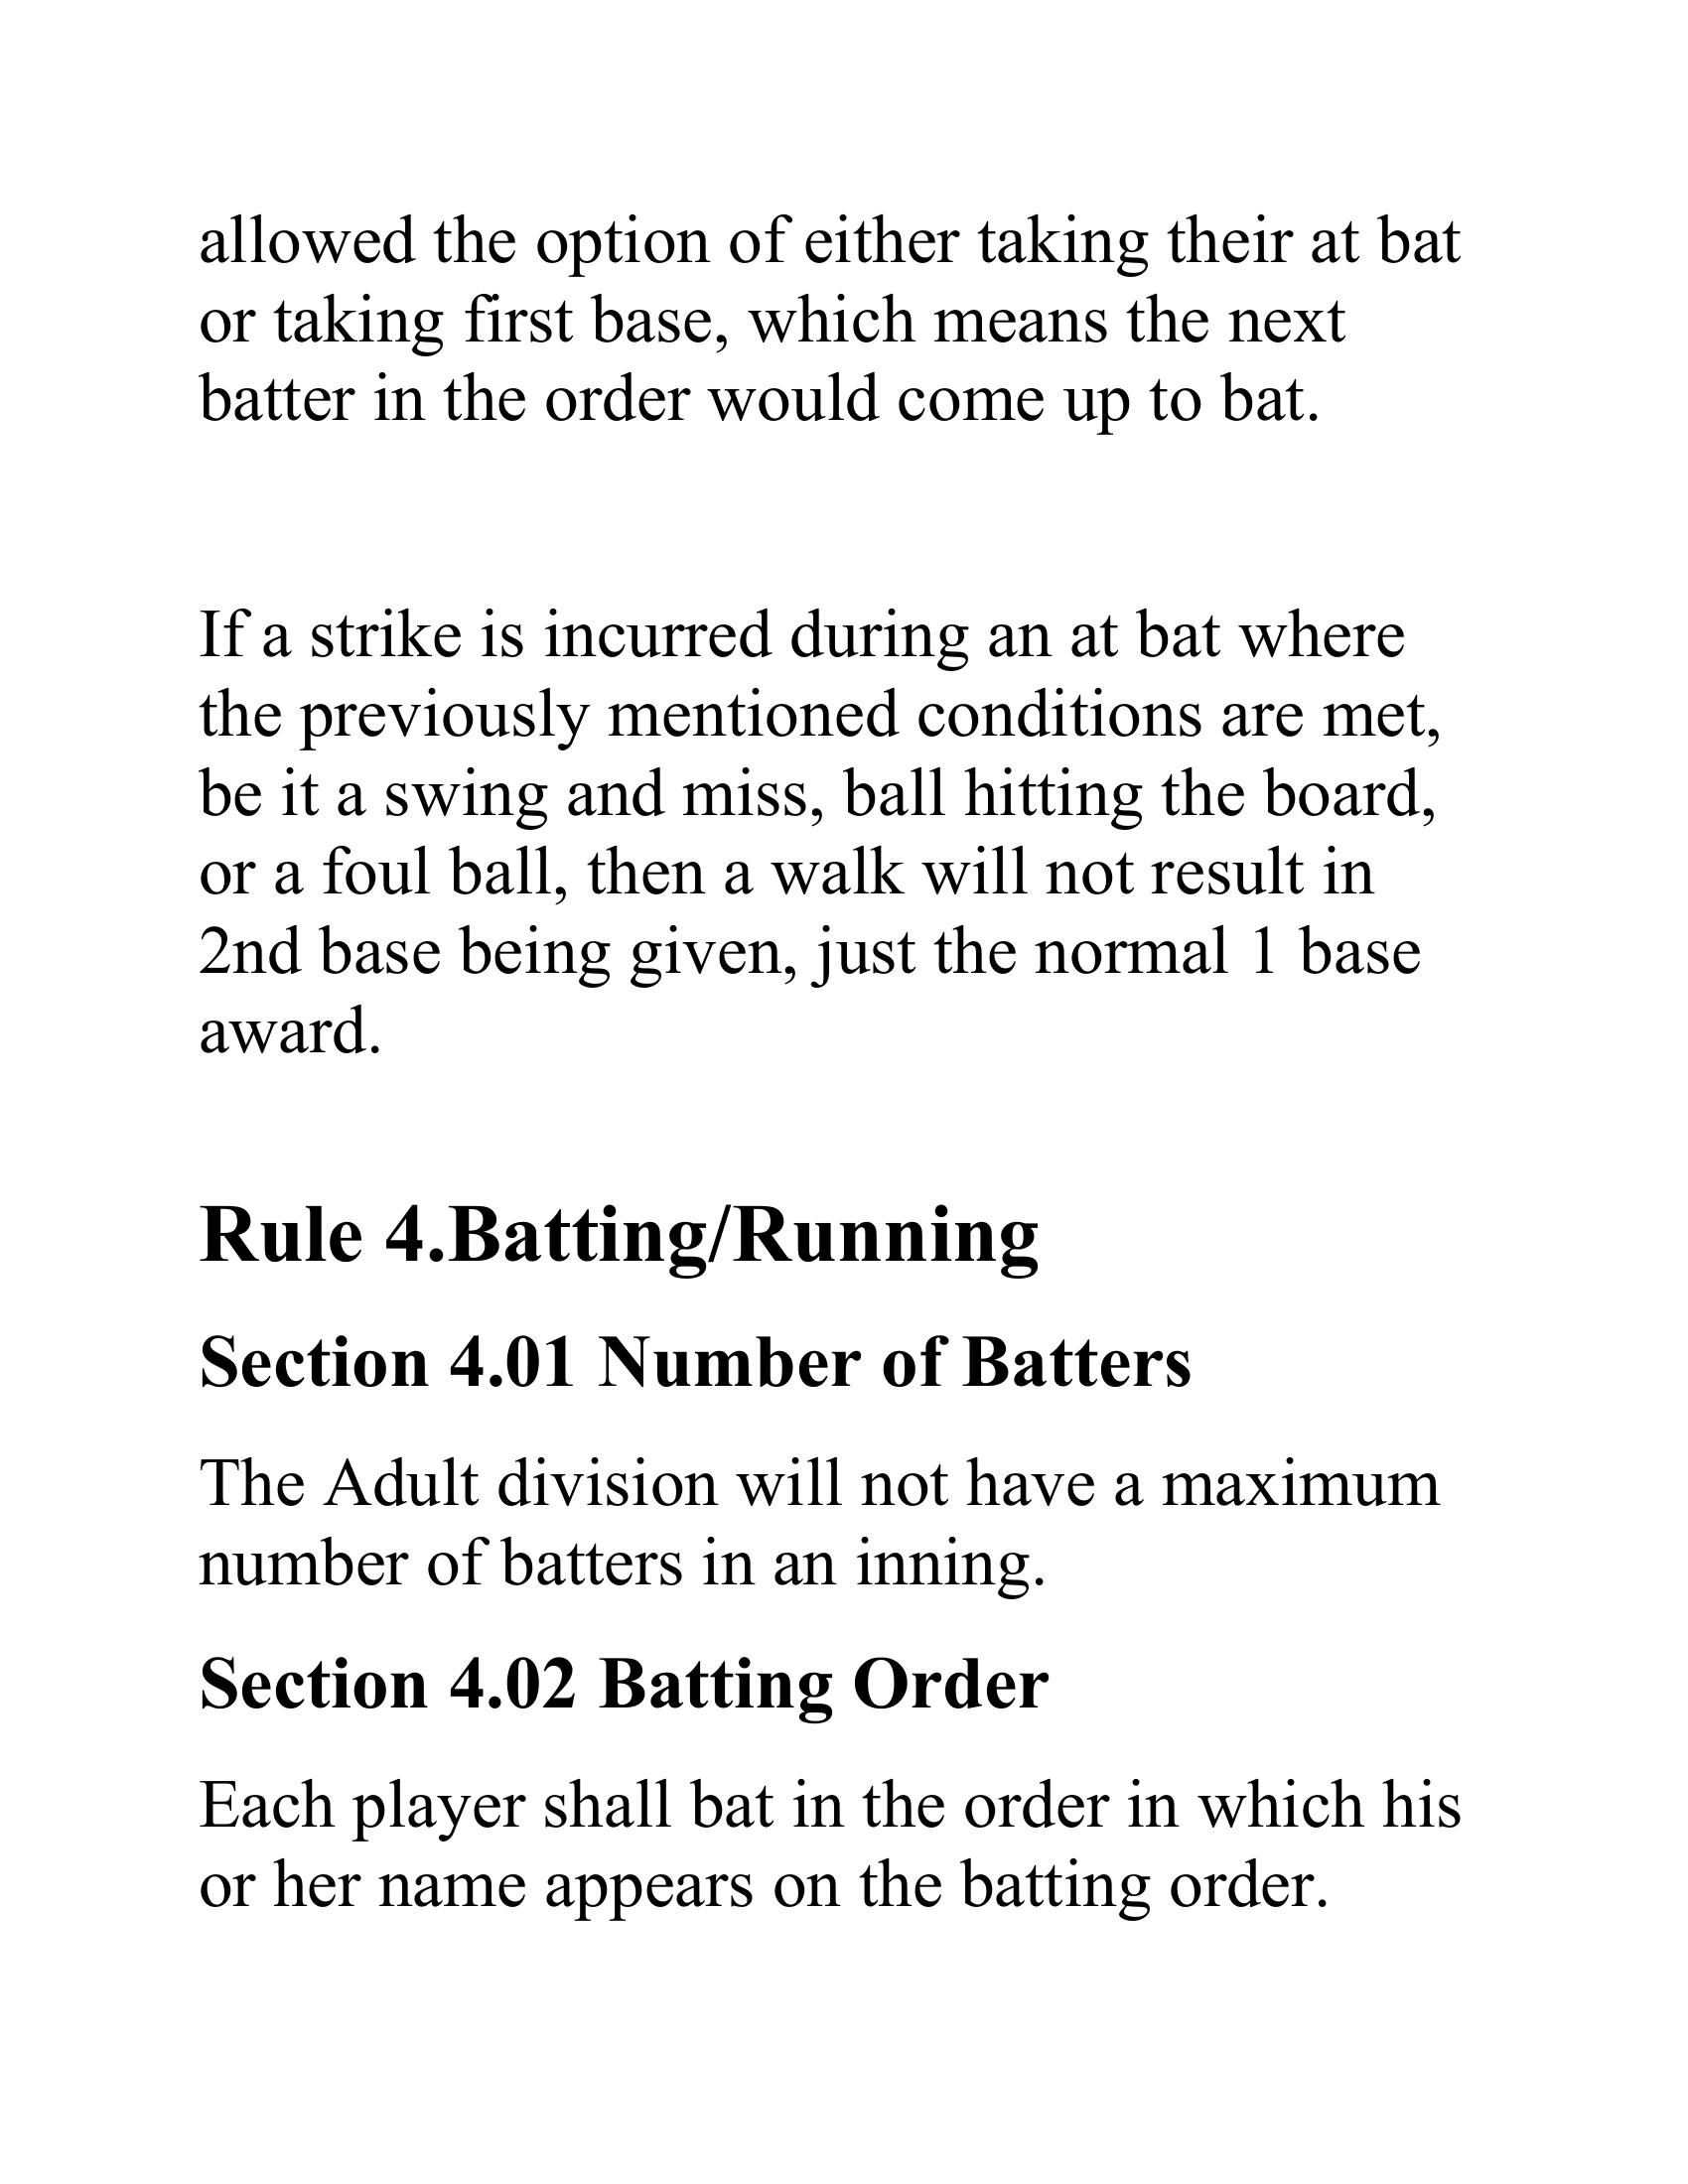 allowed the option of either taking their at bat
or taking first base, which means the next
batter in the order would come up to bat.
If a strike is incurred during an at bat where
the previously mentioned conditions are met,
be it a swing and miss, ball hitting the board,
or a foul ball, then a walk will not result in
2nd base being given, just the normal 1 base
award.
Rule 4.Batting/Running
Section 4.01 Number of Batters
The Adult division will not have a maximum
number of batters in an inning.
Section 4.02 Batting Order
Each player shall bat in the order in which his
or her name appears on the batting order.